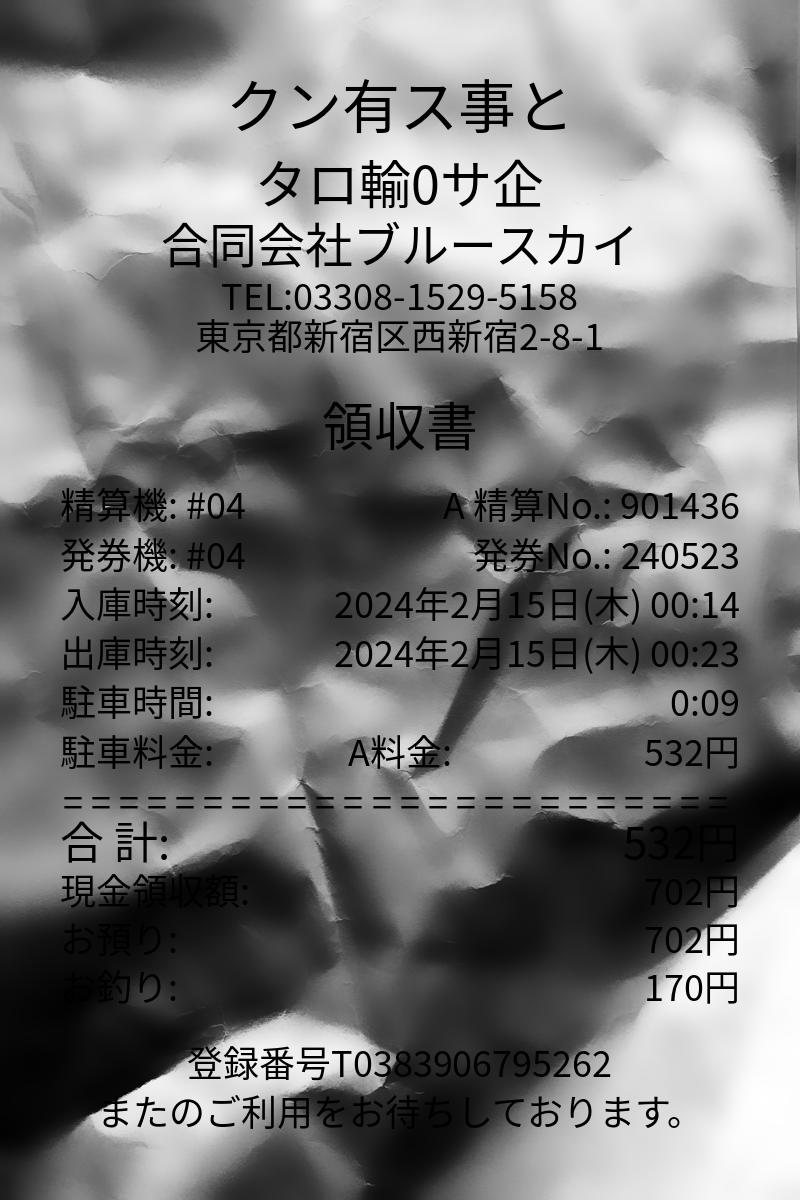 クン有ス事と
タロ輸0サ企
合同会社ブルースカイ
TEL:03308-1529-5158
東京都新宿区西新宿2-8-1
領収書
精算機: #04 A 精算No.: 901436
発券機: #04 発券No.: 240523
入庫時刻: 2024年2月15日(木) 00:14
出庫時刻: 2024年2月15日(木) 00:23
駐車時間: 0:09
駐車料金: A料金: 532円
========================
合 計: 532円
現金領収額: 702円
お預り: 702円
お釣り: 170円
登録番号T0383906795262
またのご利用をお待ちしております。